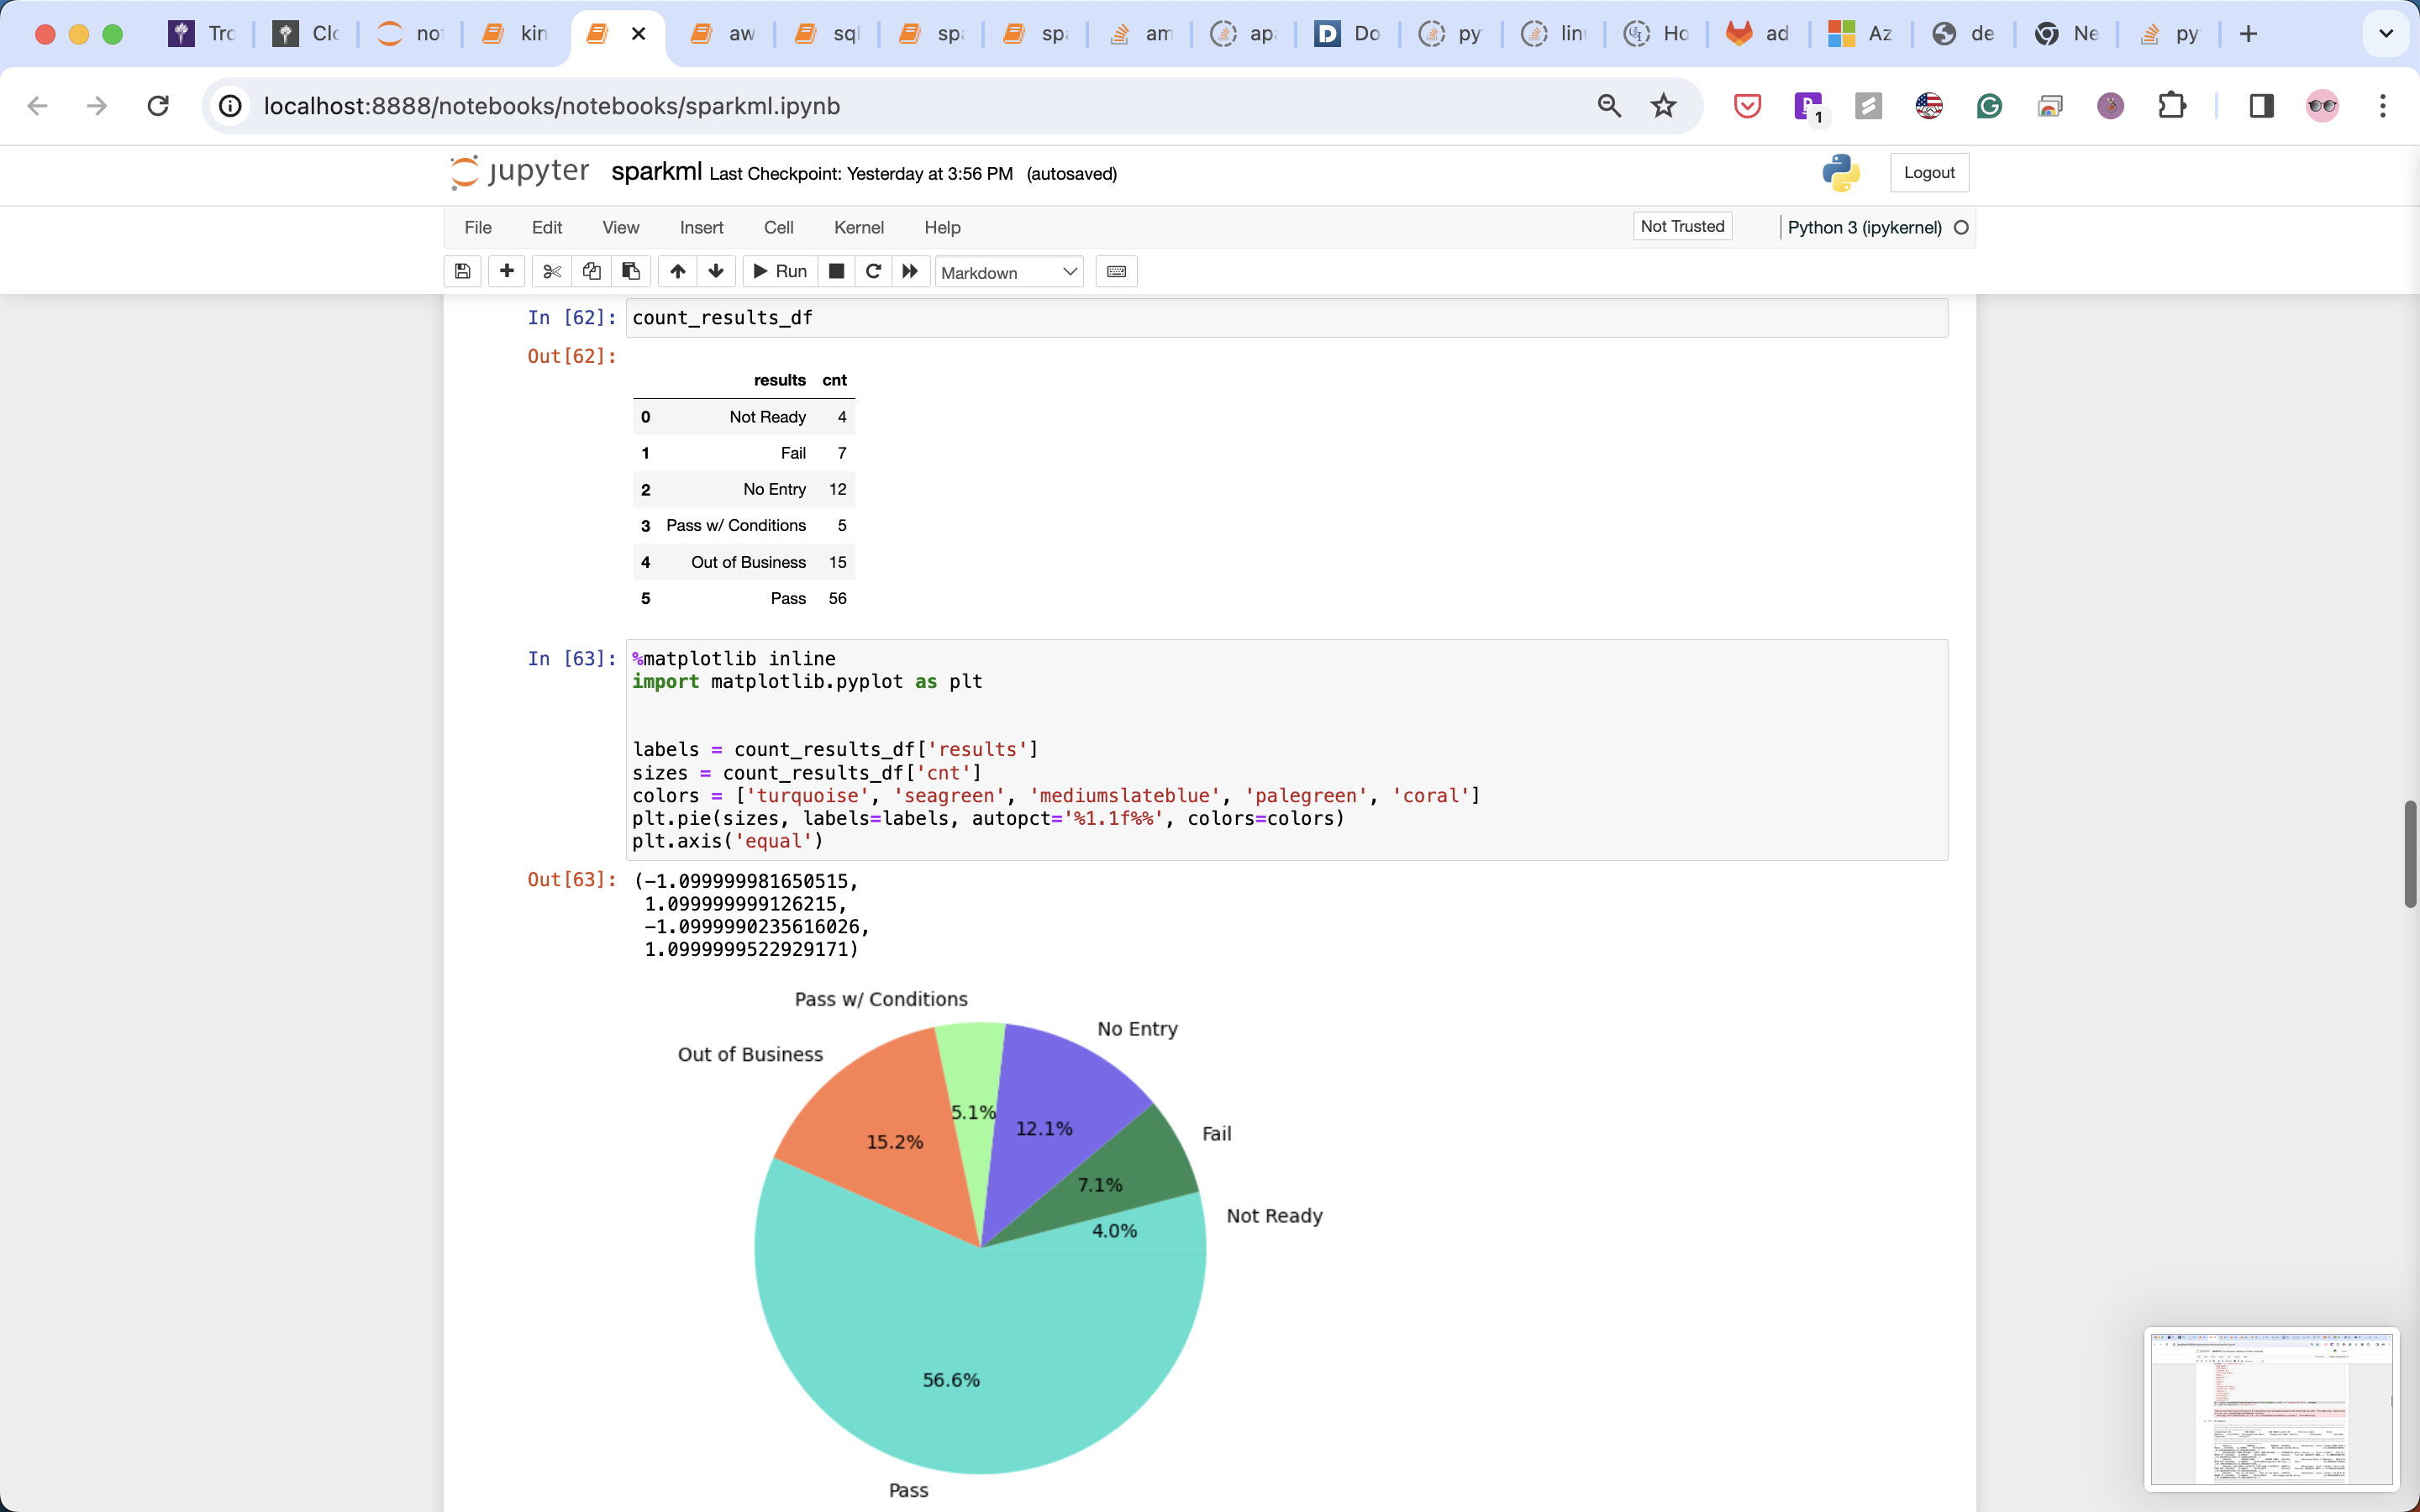 Trc
Clc
no
kin
aw
sql
spa
spa
am
apa
Do
py
lin
Ho
ad
Az
de
Ne
py
localhost:8888/notebooks/notebooks/sparkml.ipynb
1
jupyter sparkml Last Checkpoint: Yesterday at 3:56 PM (autosaved)
Logout
File Edit View Insert Cell Kernel Help
Not Trusted
Python 3 (ipykernel)
Run
Markdown
In [62]: count_results_df
Out[62]:
results cnt
0 Not Ready 4
1 Fail 7
2 No Entry 12
3 Pass w/ Conditions 5
4 Out of Business 15
5 Pass 56
In [63]: %matplotlib inline
import matplotlib.pyplot as plt
labels = count_results_df['results']
sizes = count_results_df['cnt']
colors = ['turquoise', 'seagreen', 'mediumslateblue', 'palegreen', 'coral']
plt.pie(sizes, labels=labels, autopct='%1.1f%%', colors=colors)
plt.axis('equal')
Out[63]: (-1.099999981650515,
1.099999999126215,
-1.0999990235616026,
1.0999999522929171)
Pass w/ Conditions
No Entry
Out of Business
5.1%
12.1%
15.2%
Fail
7.1%
Not Ready
4.0%
56.6%
Pass